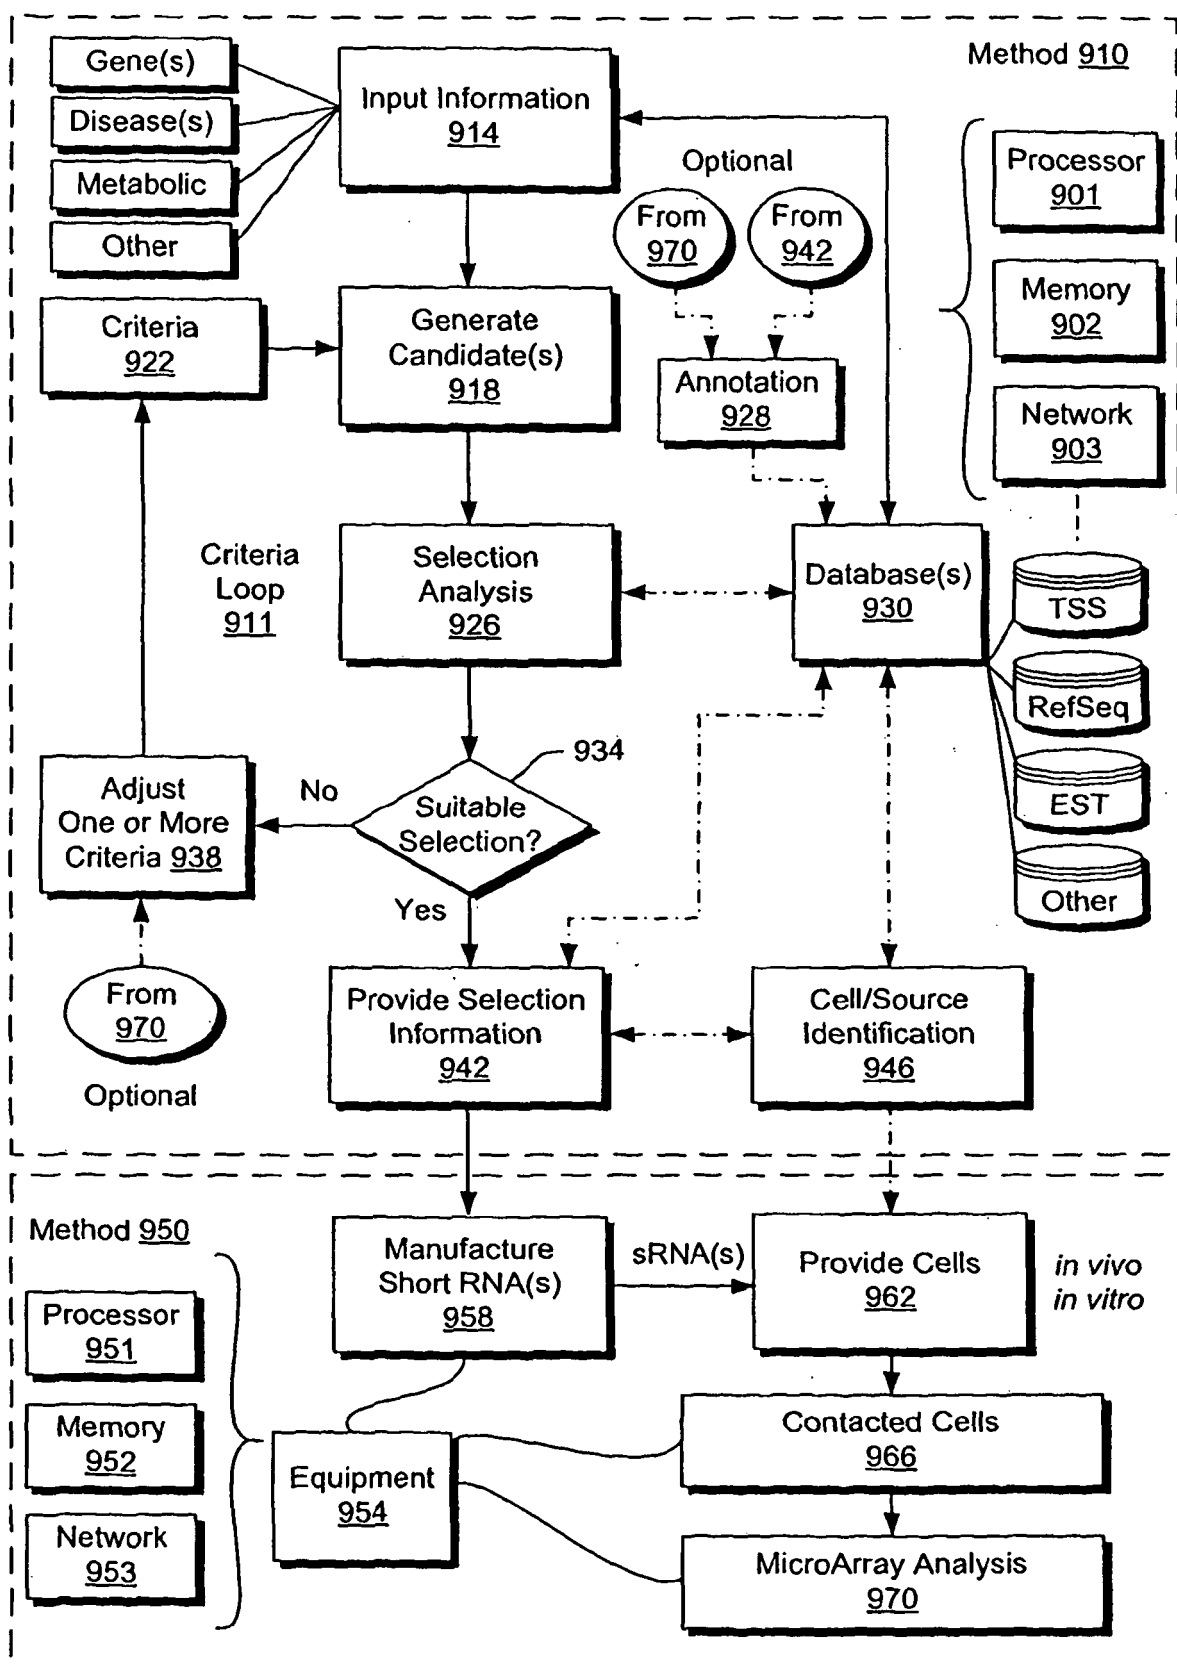 Method 910
Gene(s)
Disease(s)
Metabolic
Other
Input Information
914
Optional
From
970
From
942
Processor
901
Memory
902
Network
903
Criteria
922
Generate
Candidate(s)
918
Annotation
928
Criteria
Loop
911
Selection
Analysis
926
Database(s)
930
TSS
RefSeq
EST
Other
934
Suitable
Selection?
No
Yes
Adjust
One or More
Criteria 938
From
970
Optional
Provide Selection
Information
942
Cell/Source
Identification
946
Method 950
Manufacture
Short RNA(s)
958
sRNA(s)
Provide Cells
962
in vivo
in vitro
Processor
951
Memory
952
Network
953
Equipment
954
Contacted Cells
966
MicroArray Analysis
970